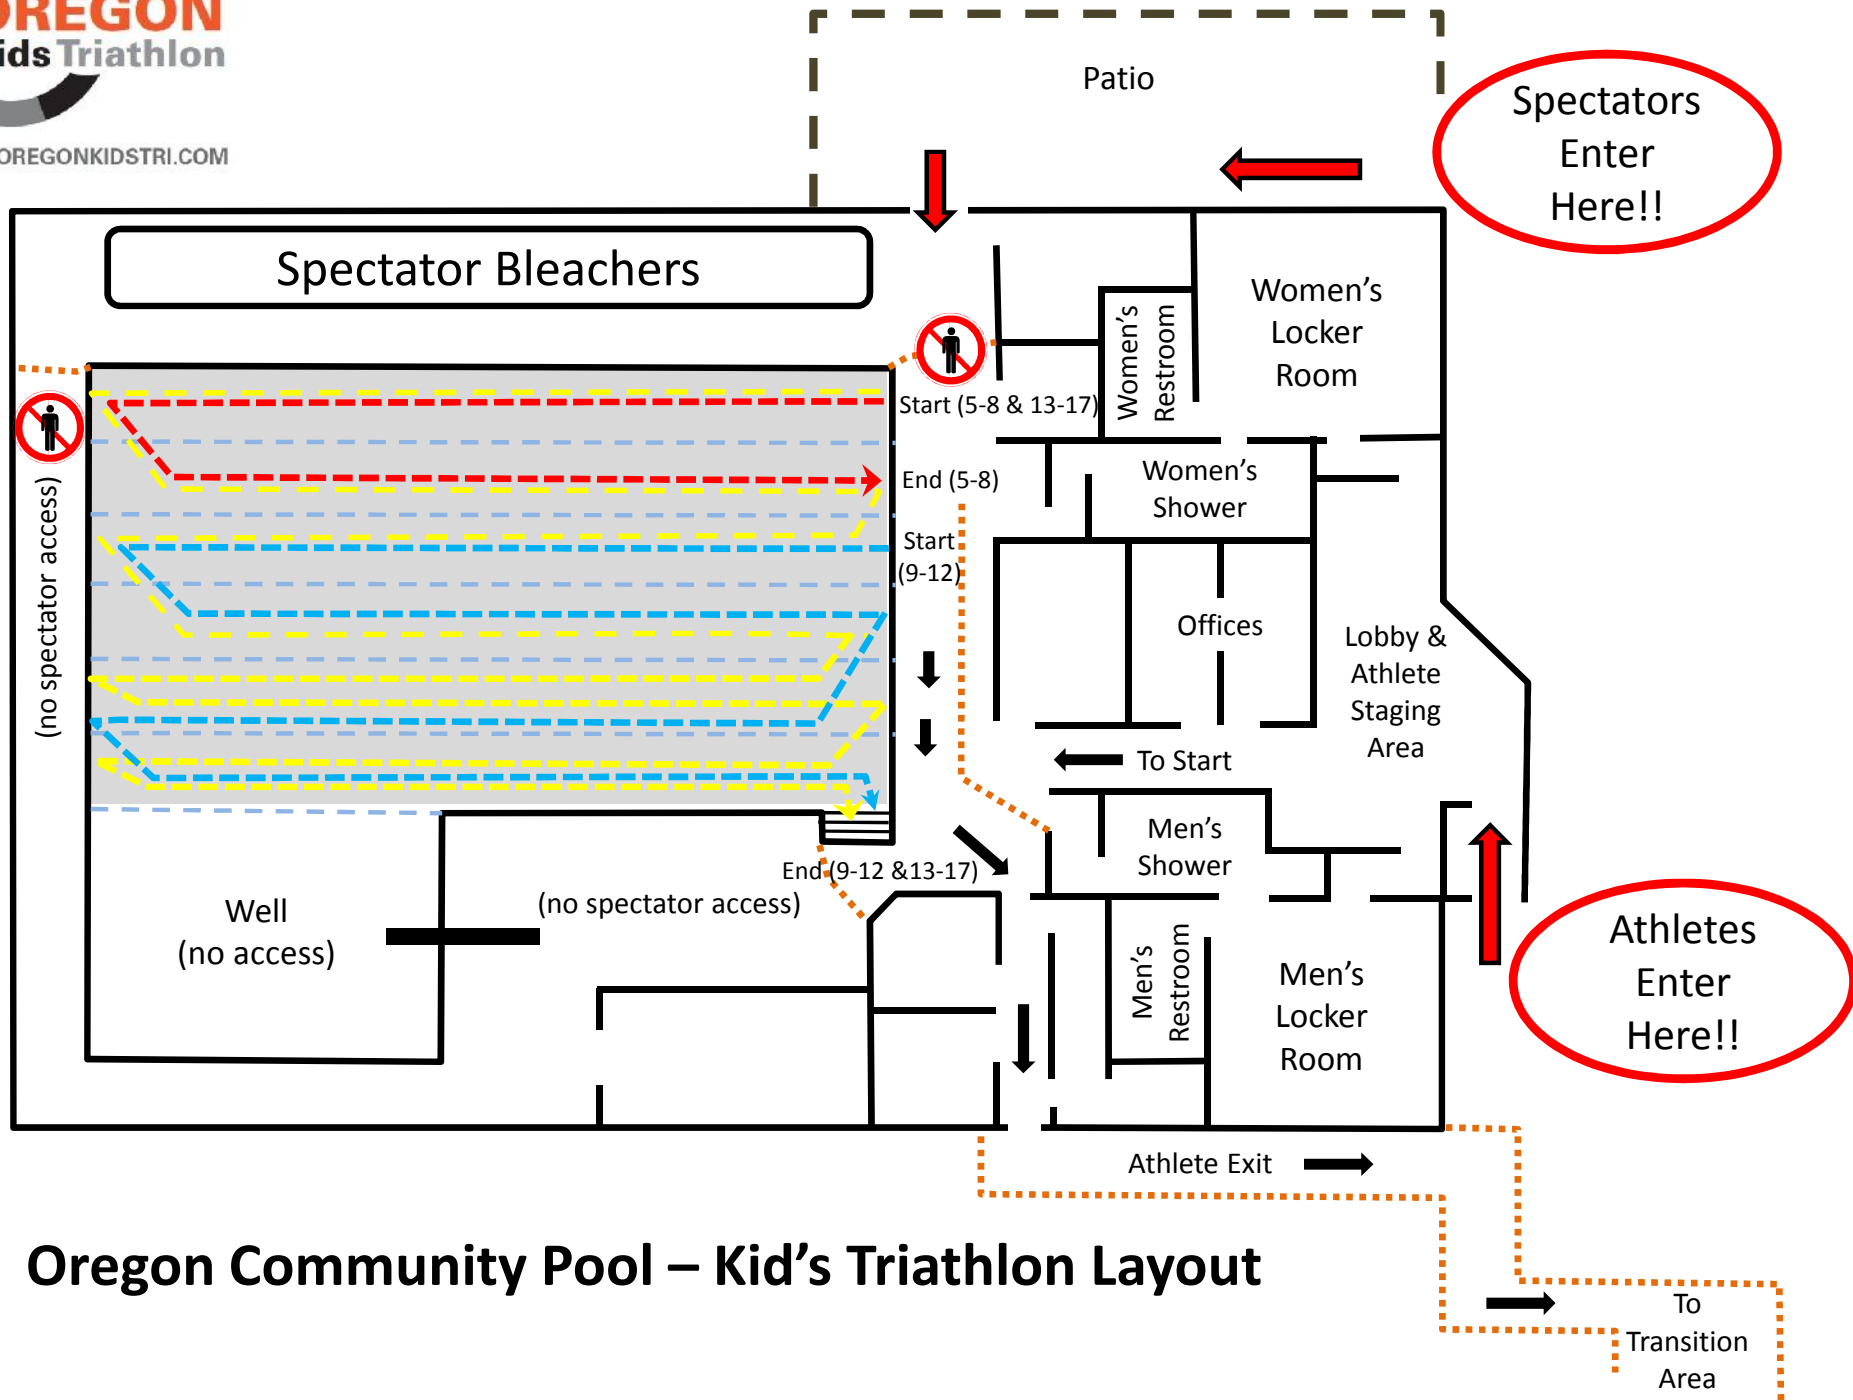 OREGON
ids Triathlon
OREGONKIDSTRI.COM
Patio
Spectators
Enter
Here!!
Spectator Bleachers
Women's
Locker
Room
Women's
Restroom
Start (5-8 & 13-17)
End (5-8)
Women's
Shower
Start
(9-12)
(no spectator access)
Offices
Lobby &
Athlete
Staging
Area
To Start
Men's
Shower
End (9-12 &13-17)
(no spectator access)
Well
(no access)
Men's
Restroom
Men's
Locker
Room
Athletes
Enter
Here!!
Athlete Exit
Oregon Community Pool – Kid's Triathlon Layout
To
Transition
Area